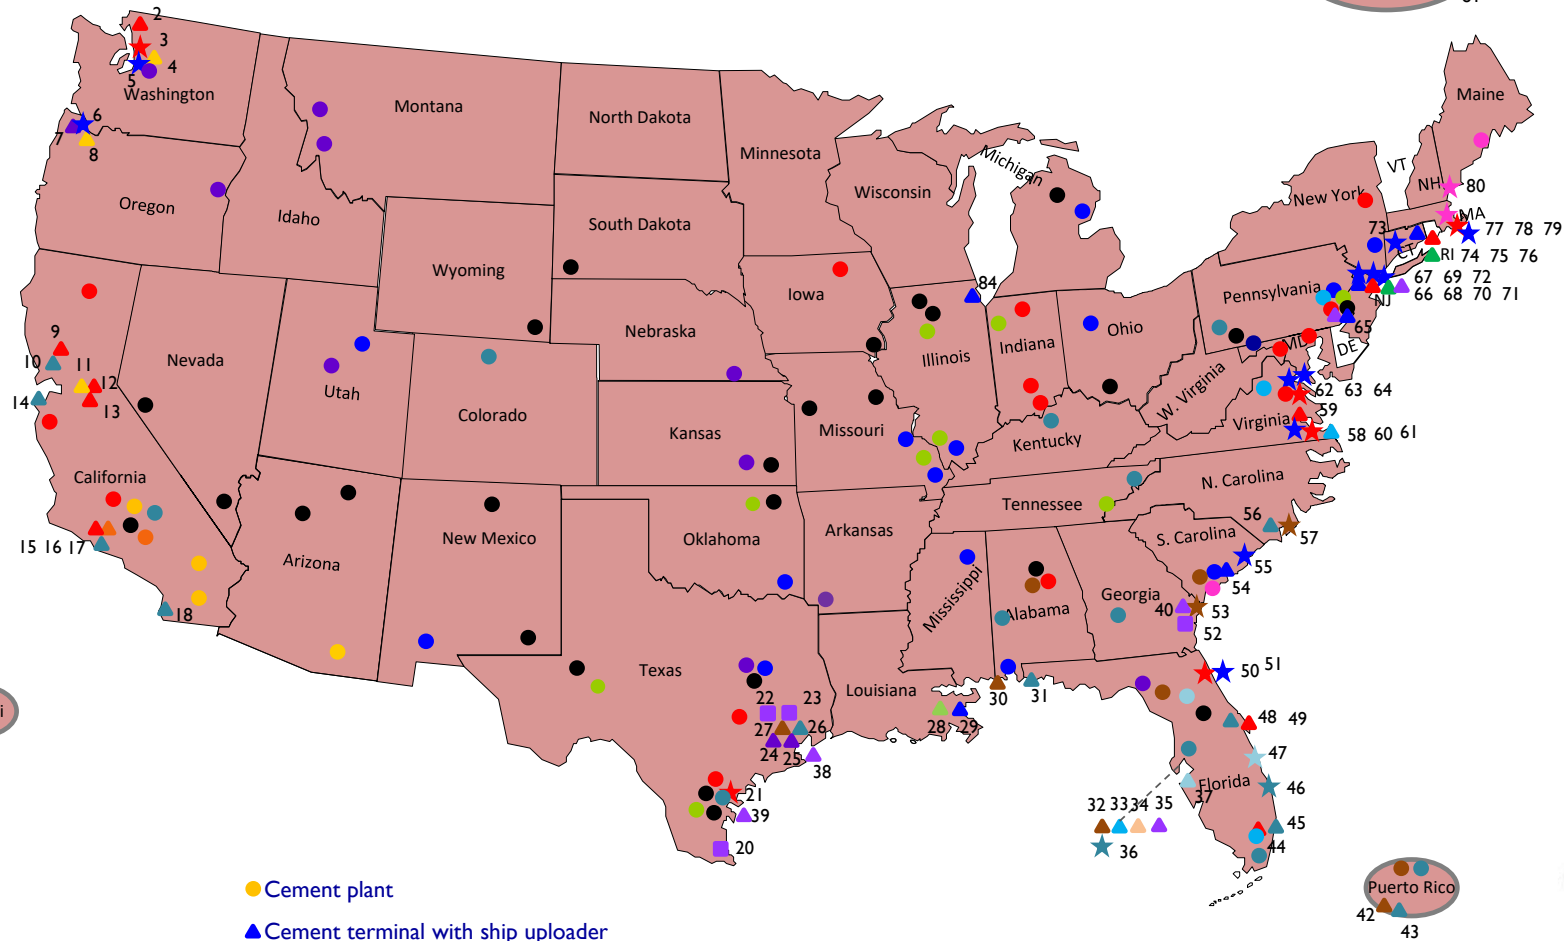 2
3
4
5
Washington
6
7
8
Montana
North Dakota
Minnesota
Michigan
Wisconsin
Maine
VT
NH
80
New York
MA
73
77 78 79
CT
RI 74 75 76
Oregon
Idaho
South Dakota
Wyoming
Iowa
84
Pennsylvania
67 69 72
66 68 70 71
NJ
65
MD
DE
Ohio
Illinois
Indiana
Nebraska
9
10
11
12
13
14
Nevada
Utah
Colorado
Kansas
Missouri
Kentucky
W. Virginia
Virginia
62 63 64
59
58 60 61
California
15 16 17
18
Arizona
New Mexico
Oklahoma
Arkansas
Tennessee
N. Carolina
56
57
S. Carolina
55
54
Mississippi
Alabama
Georgia
40
53
52
Texas
Louisiana
22 23
27 26
24 25
38
28 29
30 31
50 51
48 49
47
Florida
37
46
45
44
32 33 34 35
36
21
39
20
Puerto Rico
42
43
Cement plant
Cement terminal with ship uploader